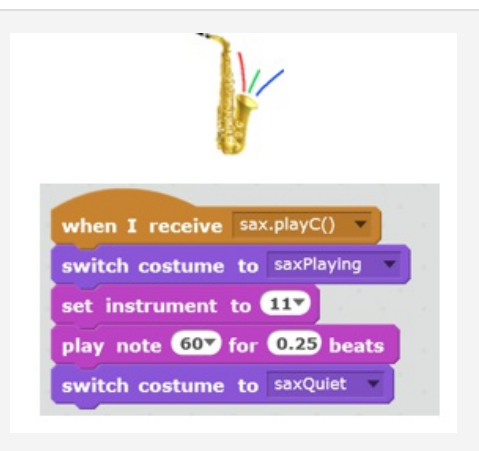 when I receive sax.playC()
switch costume to saxPlaying
set instrument to 11
play note 60 for 0.25 beats
switch costume to saxQuiet